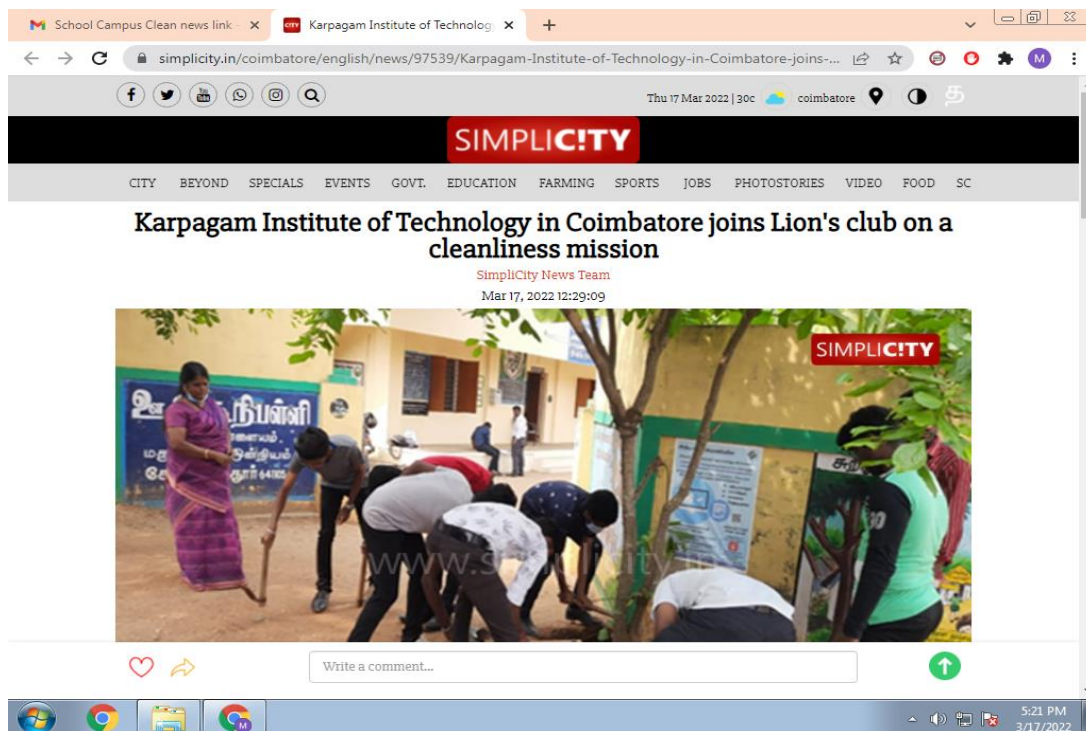 School Campus Clean news link -
Karpagam Institute of Technolog
simplicity.in/coimbatore/english/news/97539/Karpagam-Institute-of-Technology-in-Coimbatore-joins-...
M
Thu 17 Mar 2022 | 30c
coimbatore
த
SIMPLIC!TY
CITY BEYOND SPECIALS EVENTS GOVT. EDUCATION FARMING SPORTS JOBS PHOTOSTORIES VIDEO FOOD SC
Karpagam Institute of Technology in Coimbatore joins Lion's club on a
cleanliness mission
SimpliCity News Team
Mar 17, 2022 12:29:09
SIMPLIC!TY
Write a comment...
5:21 PM
3/17/2022